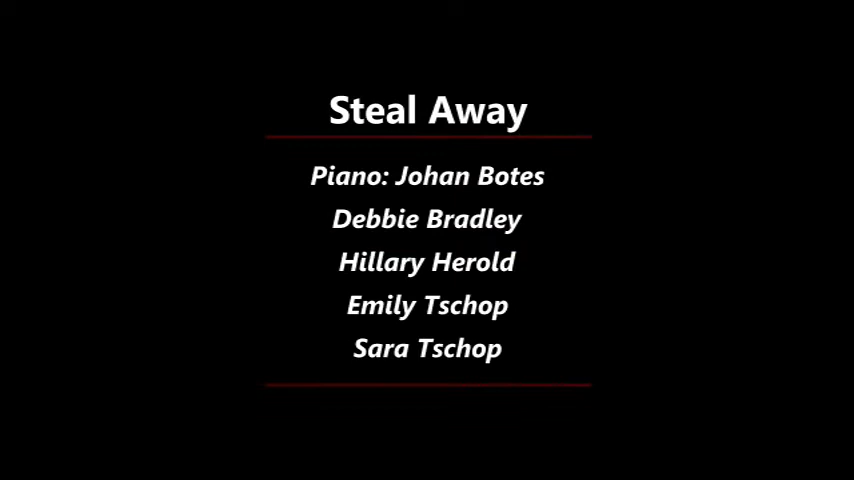 Steal Away
Piano: Johan Botes
Debbie Bradley
Hillary Herold
Emily Tschop
Sara Tschop